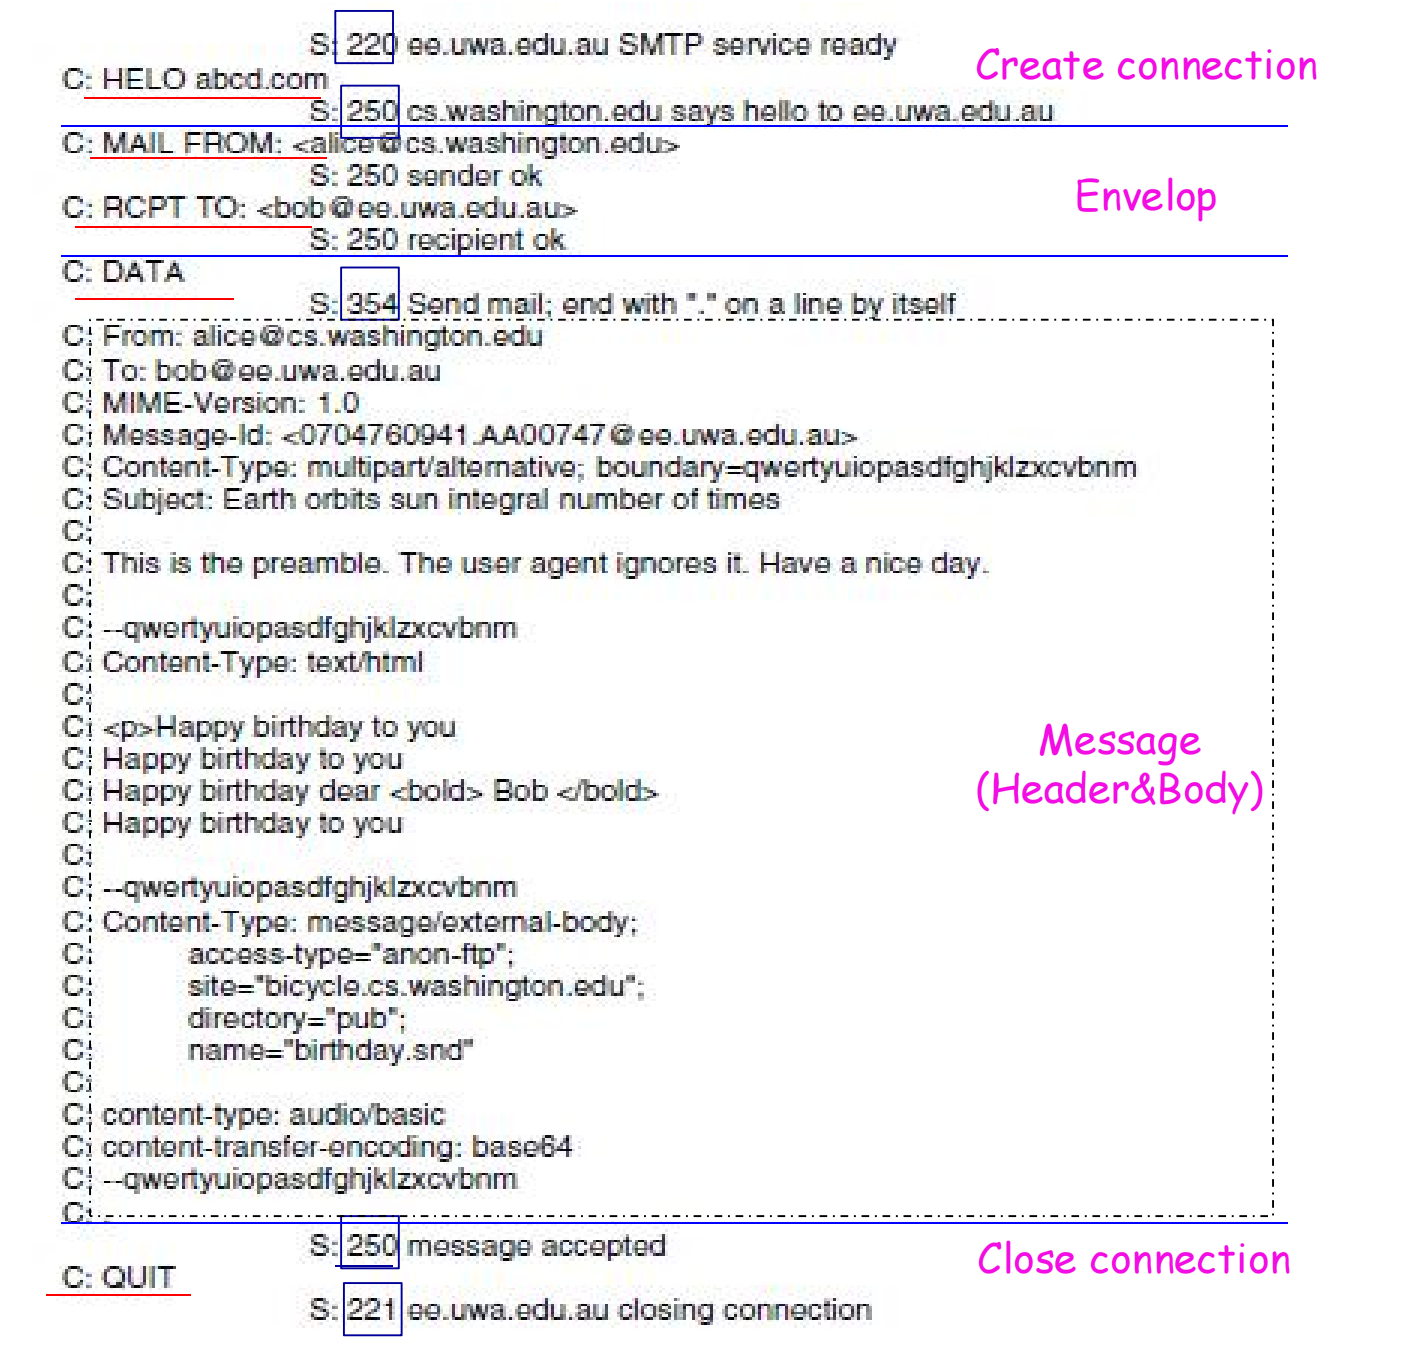 S: 220 ee.uwa.edu.au SMTP service ready
Create connection
C: HELO abcd.com
S: 250 cs.washington.edu says hello to ee.uwa.edu.au
C: MAIL FROM: <alice@cs.washington.edu>
S: 250 sender ok
Envelop
C: RCPT TO: <bob@ee.uwa.edu.au>
S: 250 recipient ok
C: DATA
S: 354 Send mail; end with "." on a line by itself
C: From: alice@cs.washington.edu
C: To: bob@ee.uwa.edu.au
C: MIME-Version: 1.0
C: Message-Id: <0704760941.AA00747@ee.uwa.edu.au>
C: Content-Type: multipart/alternative; boundary=qwertyuiopasdfghjklzxcvbnm
C: Subject: Earth orbits sun integral number of times
C:
C: This is the preamble. The user agent ignores it. Have a nice day.
C:
C: --qwertyuiopasdfghjklzxcvbnm
C: Content-Type: text/html
C:
C: <p>Happy birthday to you
C: Happy birthday to you
C: Happy birthday dear <bold> Bob </bold>
C: Happy birthday to you
Message
(Header&Body)
C:
C: --qwertyuiopasdfghjklzxcvbnm
C: Content-Type: message/external-body;
C: access-type="anon-ftp";
C: site="bicycle.cs.washington.edu";
C: directory="pub";
C: name="birthday.snd"
C:
C: content-type: audio/basic
C: content-transfer-encoding: base64
C: --qwertyuiopasdfghjklzxcvbnm
C: .
S: 250 message accepted
Close connection
C: QUIT
S: 221 ee.uwa.edu.au closing connection